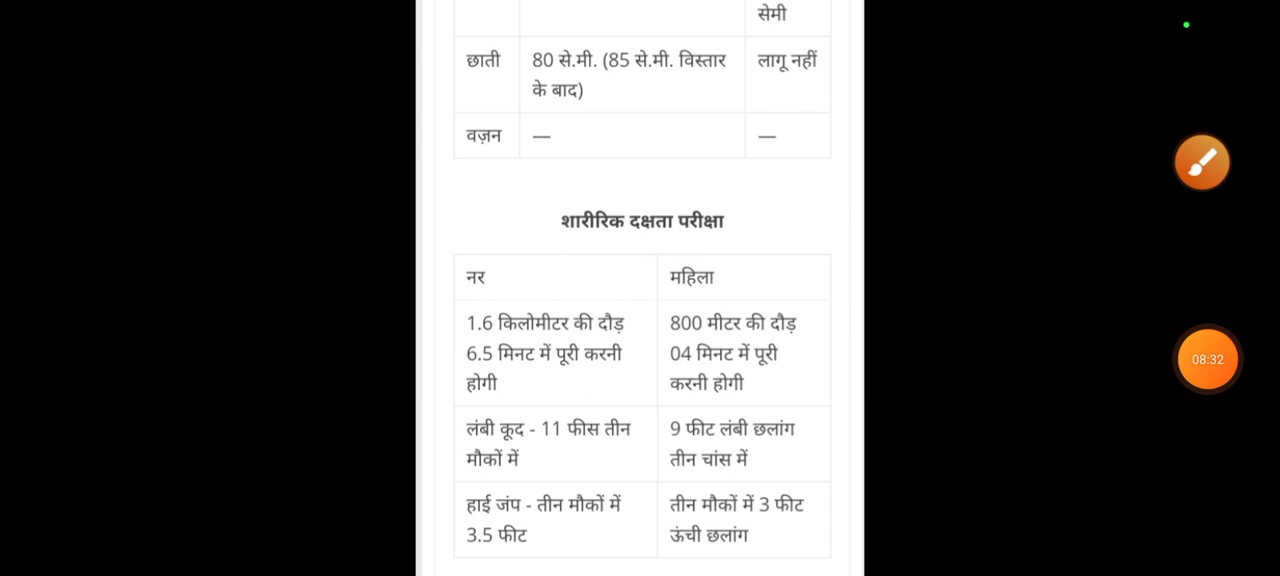 सेमी
छाती 80 से.मी. (85 से.मी. विस्तार लागू नहीं
के बाद)
वज़न — —
शारीरिक दक्षता परीक्षा
नर महिला
1.6 किलोमीटर की दौड़ 800 मीटर की दौड़
6.5 मिनट में पूरी करनी 04 मिनट में पूरी
होगी करनी होगी
लंबी कूद - 11 फीस तीन 9 फीट लंबी छलांग
मौकों में तीन चांस में
हाई जंप - तीन मौकों में तीन मौकों में 3 फीट
3.5 फीट ऊंची छलांग
08:32